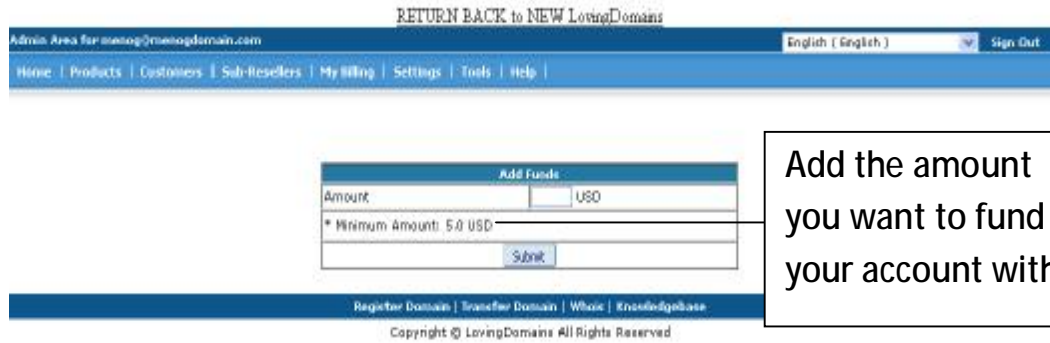 RETURN BACK to NEW LovingDomains
Admin Area for menog@menogdomain.com
English ( English )
Sign Out
Home | Products | Customers | Sub-Resellers | My Billing | Settings | Tools | Help |
Add Funds
Amount USD
* Minimum Amount: 5.0 USD
Submit
Add the amount
you want to fund
your account with
Register Domain | Transfer Domain | Whois | Knowledgebase
Copyright © LovingDomains All Rights Reserved